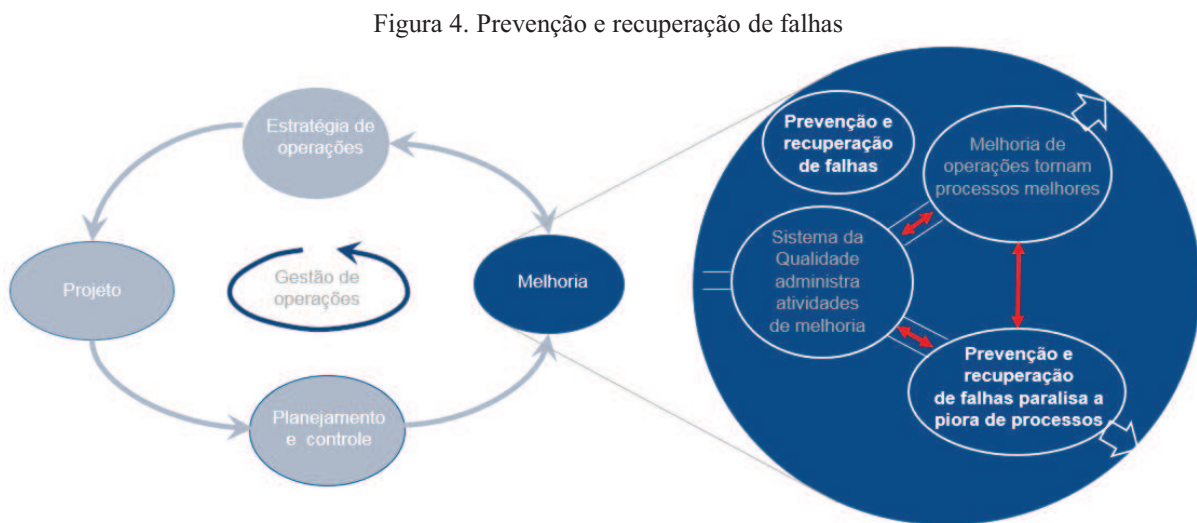 Figura 4. Prevenção e recuperação de falhas
Estratégia de
operações
Projeto
Gestão de
operações
Melhoria
Planejamento
e controle
Prevenção e
recuperação
de falhas
Melhoria de
operações tornam
processos melhores
Sistema da
Qualidade
administra
atividades
de melhoria
Prevenção e
recuperação
de falhas paralisa a
piora de processos